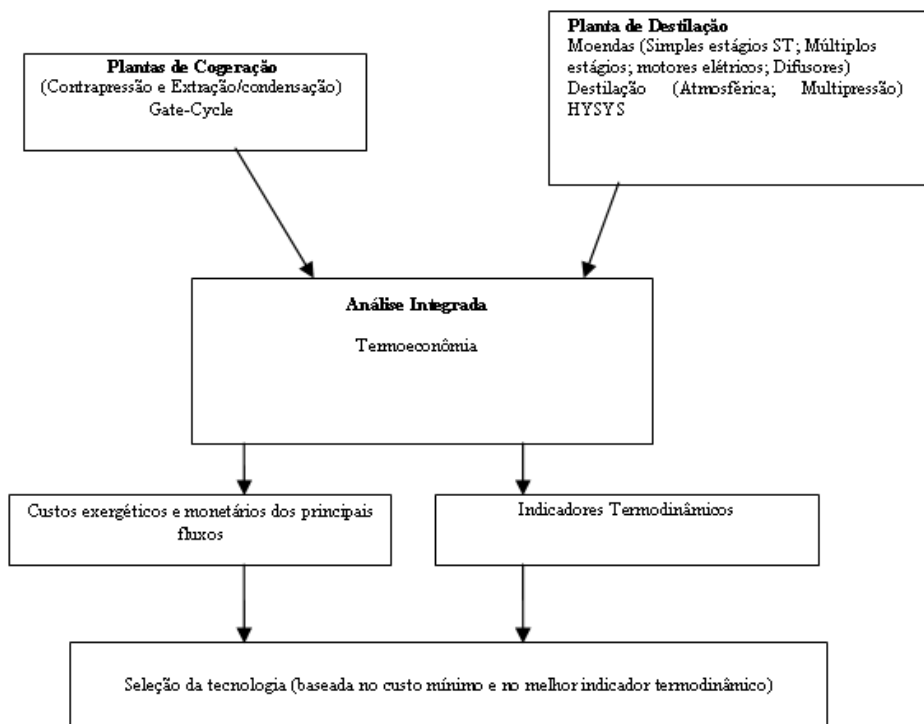 Plantas de Cogeração
(Contrapressão e Extração/condensação)
Gate-Cycle
Planta de Destilação
Moendas (Simples estágios ST; Múltiplos
estágios; motores elétricos; Difusores)
Destilação (Atmosférica; Multipressão)
HYSYS
Análise Integrada
Termoeconômia
Custos exergéticos e monetários dos principais
fluxos
Indicadores Termodinâmicos
Seleção da tecnologia (baseada no custo mínimo e no melhor indicador termodinâmico)